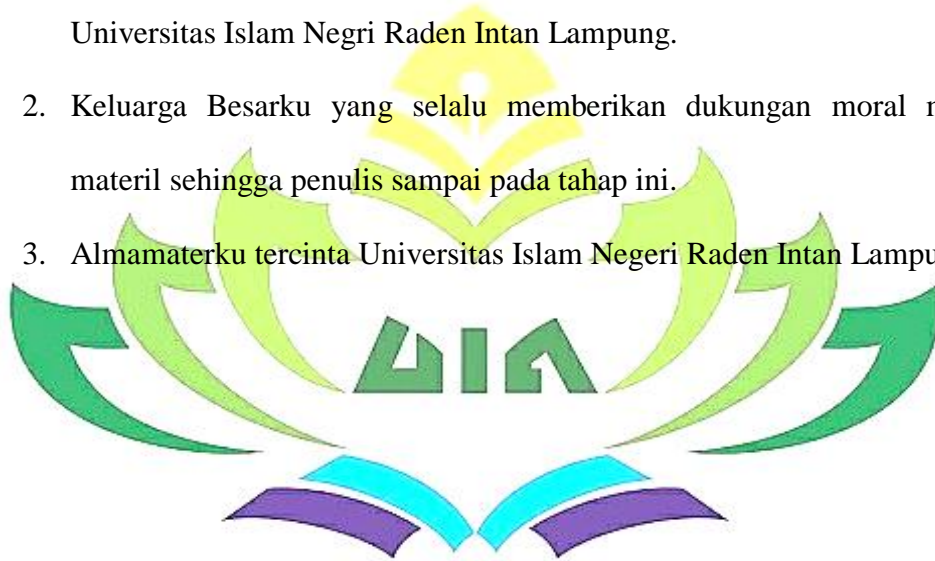 Universitas Islam Negri Raden Intan Lampung.
2. Keluarga Besarku yang selalu memberikan dukungan moral
materil sehingga penulis sampai pada tahap ini.
3. Almamaterku tercinta Universitas Islam Negeri Raden Intan
UIN